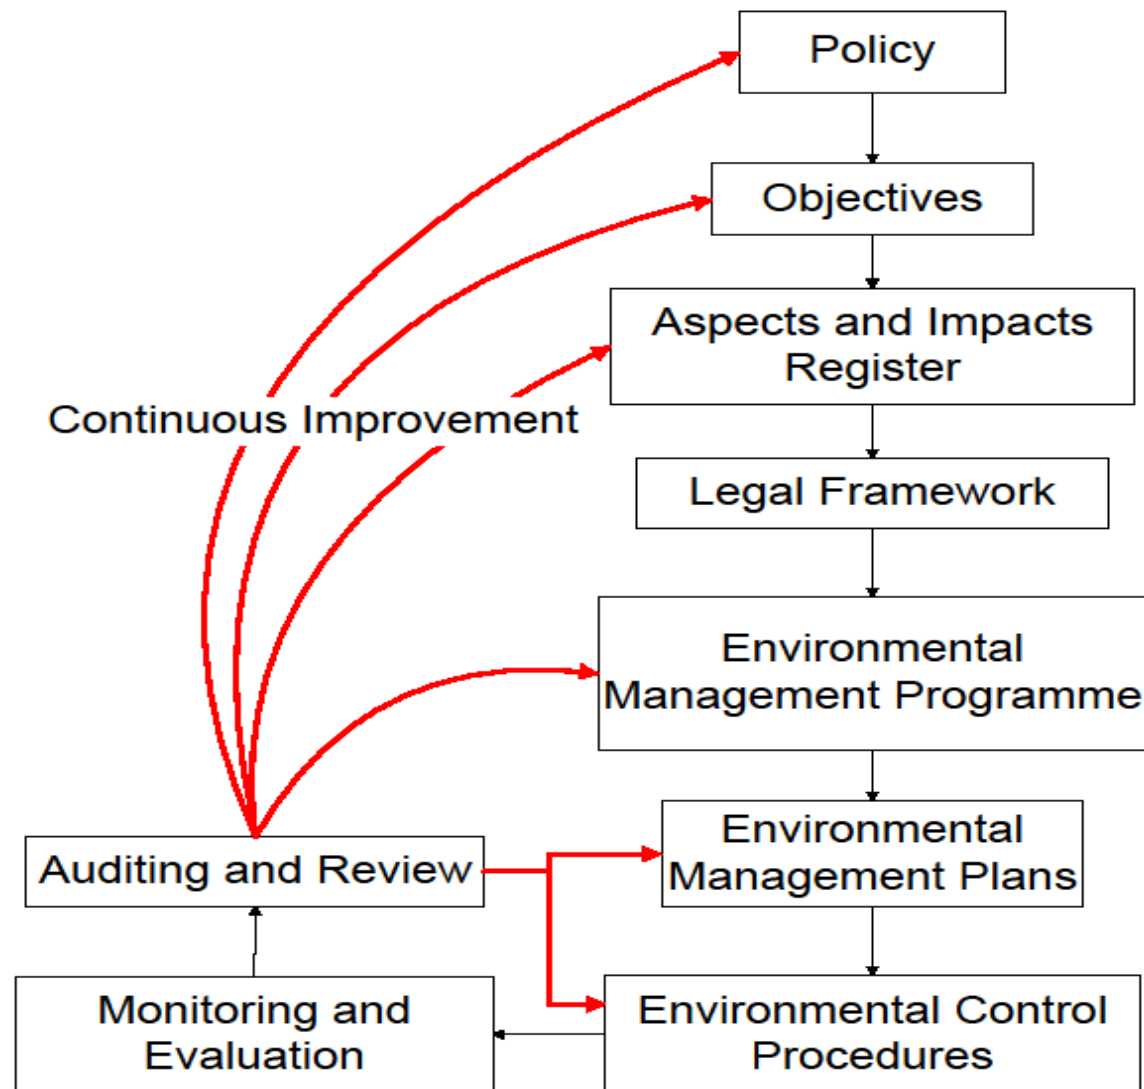 Policy
Objectives
Aspects and Impacts
Register
Continuous Improvement
Legal Framework
Environmental
Management Programme
Environmental
Management Plans
Auditing and Review
Environmental Control
Procedures
Monitoring and
Evaluation